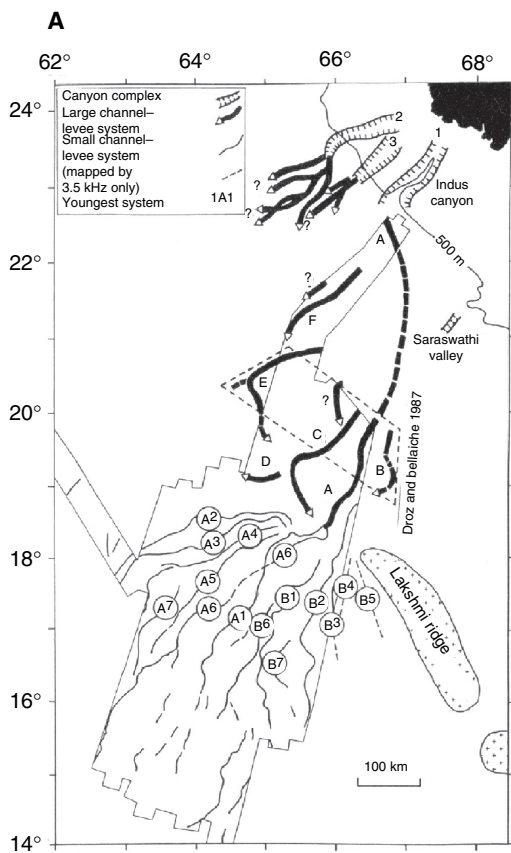 A
62° 64° 66° 68°
24°
22°
20°
18°
16°
14°
Canyon complex
Large channel–
levee system
Small channel–
levee system
(mapped by
3.5 kHz only)
Youngest system 1A1
2
3
1
Indus
canyon
500 m
?
?
?
A
?
F
Saraswathi
valley
E
?
C
D
B
A
Droz and bellaiche 1987
A2
A3
A4
A6
A5
A7
A6
A1
B6
B1
B2
B4
B5
B3
B7
Lakshmi ridge
100 km